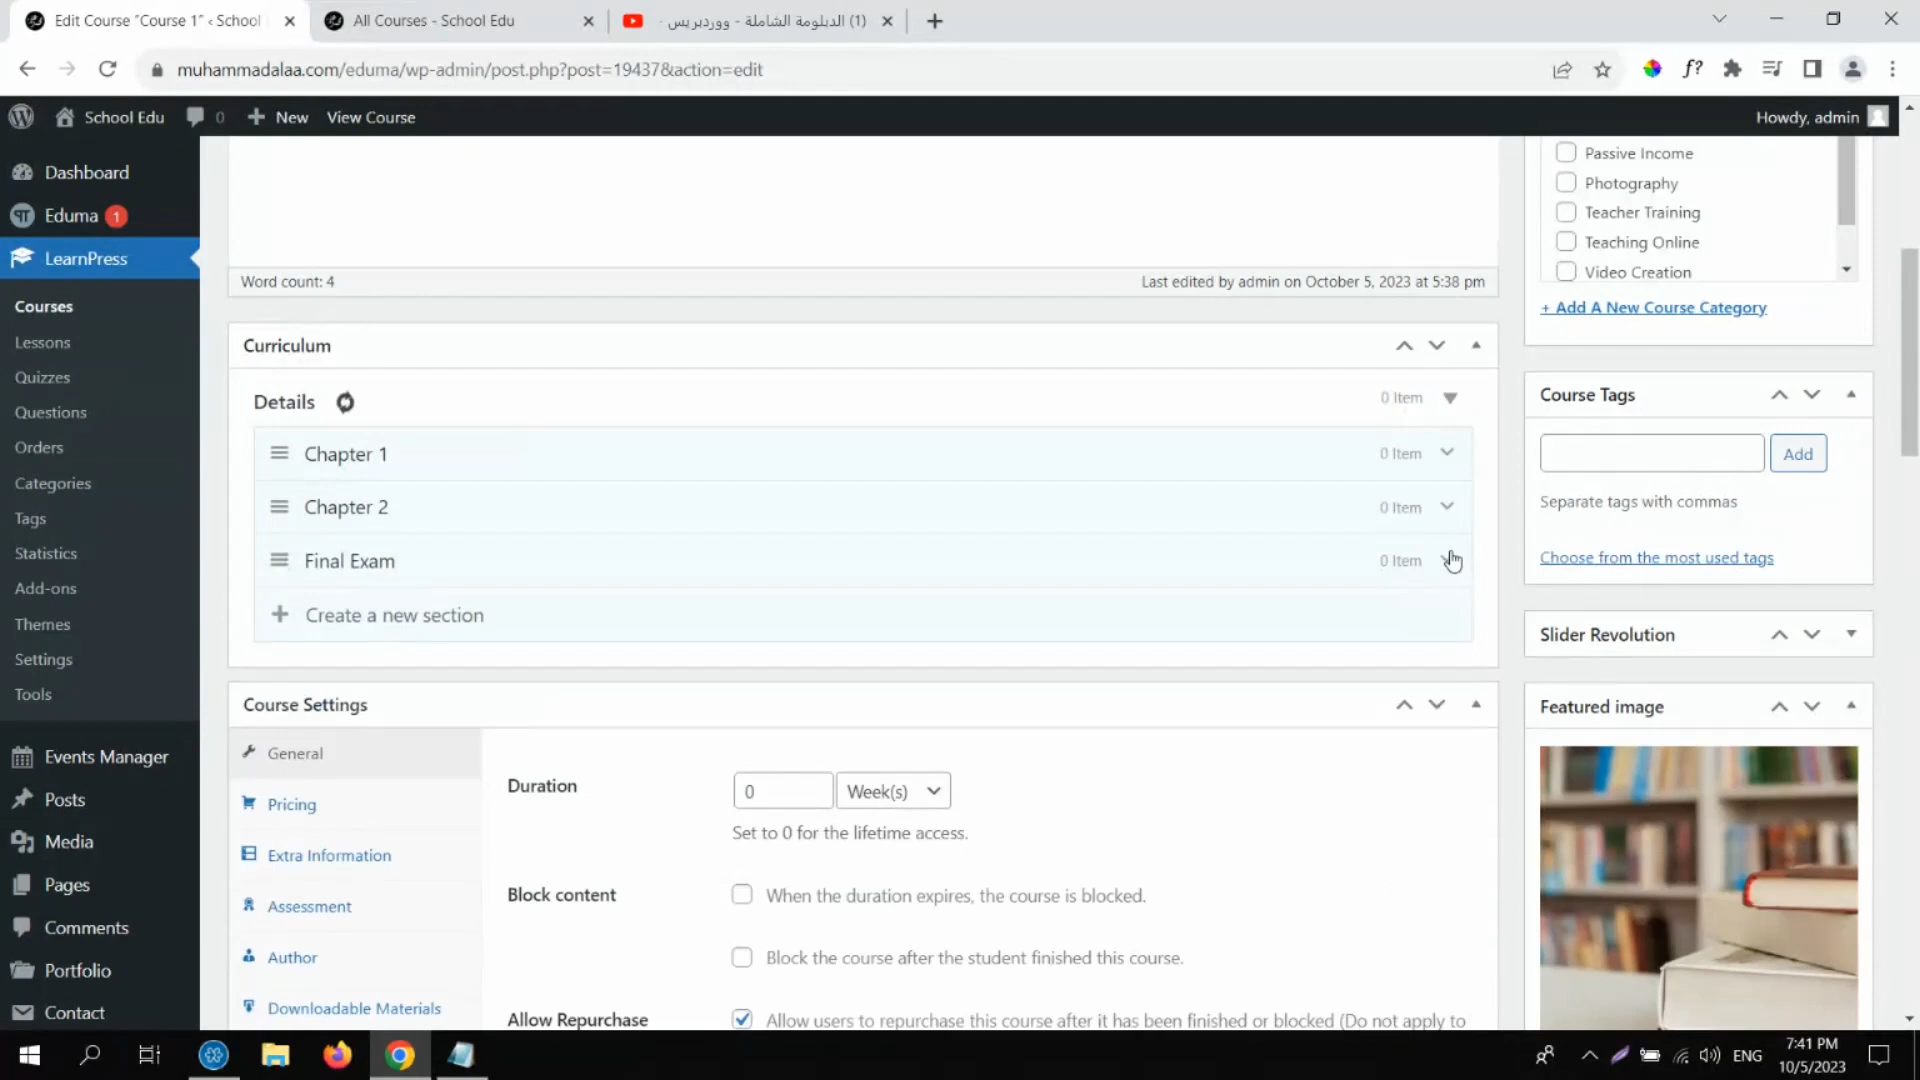 Edit Course "Course 1" ‹ School
All Courses - School Edu
(1) الدبلومة الشاملة - ووردبريس -
muhammadalaa.com/eduma/wp-admin/post.php?post=19437&action=edit
f?
School Edu
0
New
View Course
Howdy, admin
Dashboard
Eduma 1
LearnPress
Courses
Lessons
Quizzes
Questions
Orders
Categories
Tags
Statistics
Add-ons
Themes
Settings
Tools
Events Manager
Posts
Media
Pages
Comments
Portfolio
Contact
Word count: 4
Last edited by admin on October 5, 2023 at 5:38 pm
Curriculum
Details
0 Item
Chapter 1
0 Item
Chapter 2
0 Item
Final Exam
0 Item
Create a new section
Course Settings
General
Pricing
Extra Information
Assessment
Author
Downloadable Materials
Duration
0
Week(s)
Set to 0 for the lifetime access.
Block content
When the duration expires, the course is blocked.
Block the course after the student finished this course.
Allow Repurchase
Allow users to repurchase this course after it has been finished or blocked (Do not apply to
Passive Income
Photography
Teacher Training
Teaching Online
Video Creation
+ Add A New Course Category
Course Tags
Add
Separate tags with commas
Choose from the most used tags
Slider Revolution
Featured image
ENG
7:41 PM
10/5/2023